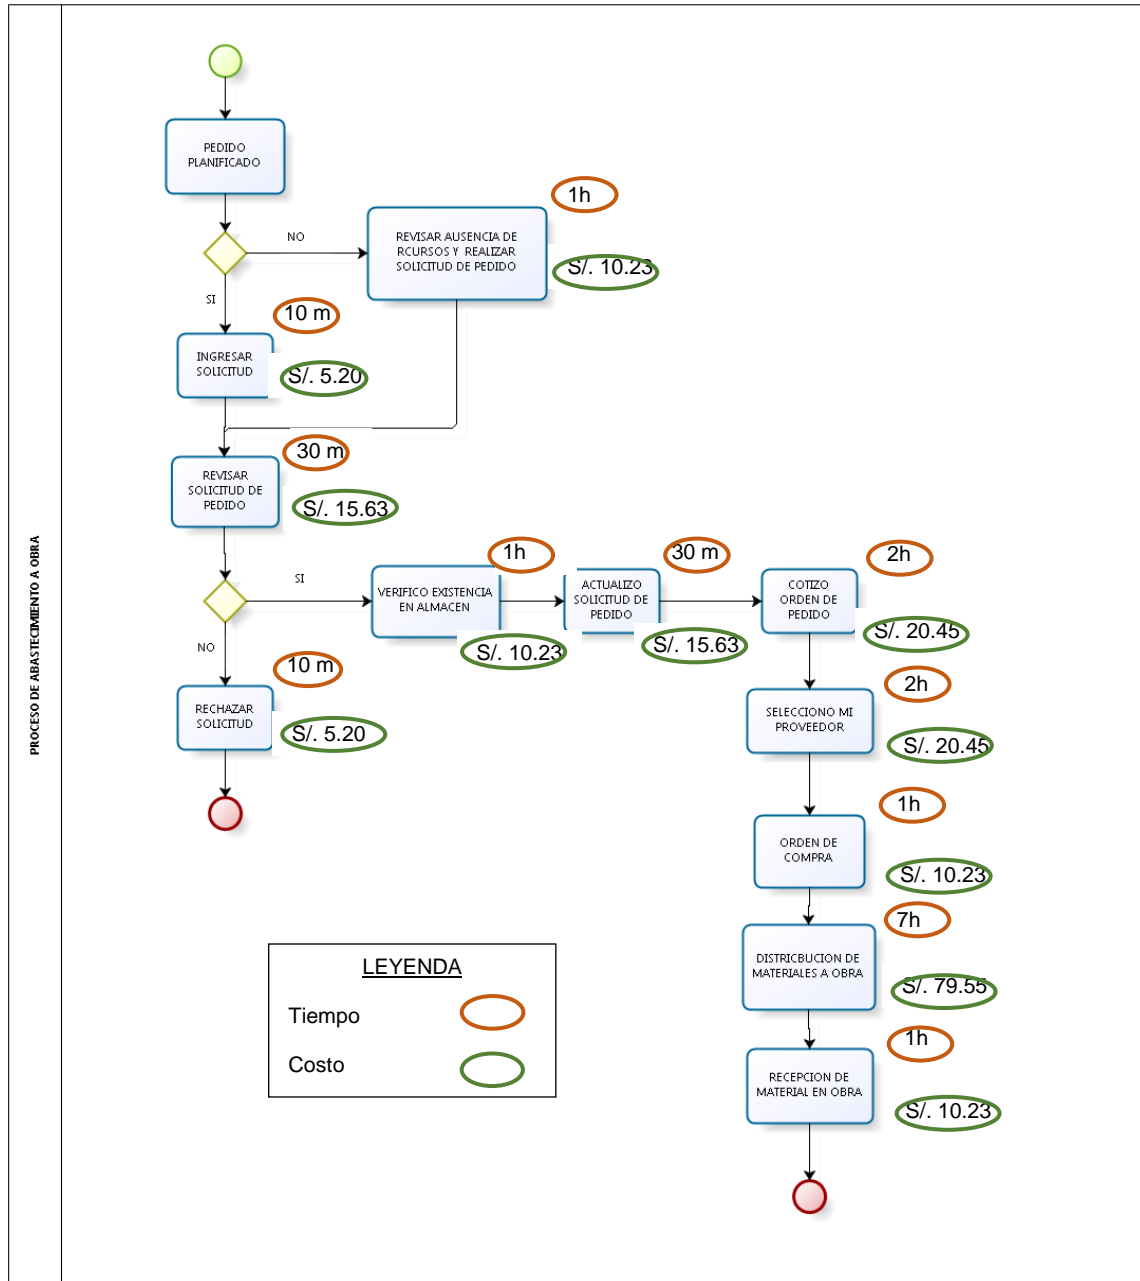 PROCESO DE ABASTECIMIENTO A OBRA
PEDIDO
PLANIFICADO
NO
SI
1h
REVISAR AUSENCIA DE
RCURSOS Y REALIZAR
SOLICITUD DE PEDIDO
S/. 10.23
10 m
INGRESAR
SOLICITUD
S/. 5.20
30 m
REVISAR
SOLICITUD DE
PEDIDO
S/. 15.63
SI
NO
1h
VERIFICO EXISTENCIA
EN ALMACEN
S/. 10.23
30 m
ACTUALIZO
SOLICITUD DE
PEDIDO
S/. 15.63
2h
COTIZO
ORDEN DE
PEDIDO
S/. 20.45
10 m
RECHAZAR
SOLICITUD
S/. 5.20
2h
SELECCIONO MI
PROVEEDOR
S/. 20.45
1h
ORDEN DE
COMPRA
S/. 10.23
7h
DISTRICBUCION DE
MATERIALES A OBRA
S/. 79.55
1h
RECEPCION DE
MATERIAL EN OBRA
S/. 10.23
LEYENDA
Tiempo
Costo